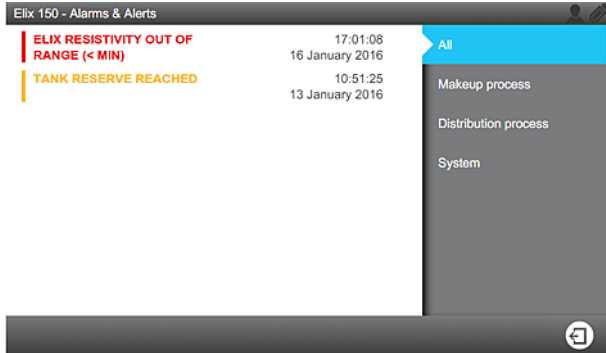 Elix 150 - Alarms & Alerts
ELIX RESISTIVITY OUT OF
RANGE (< MIN)
17:01:08
16 January 2016
TANK RESERVE REACHED
10:51:25
13 January 2016
All
Makeup process
Distribution process
System